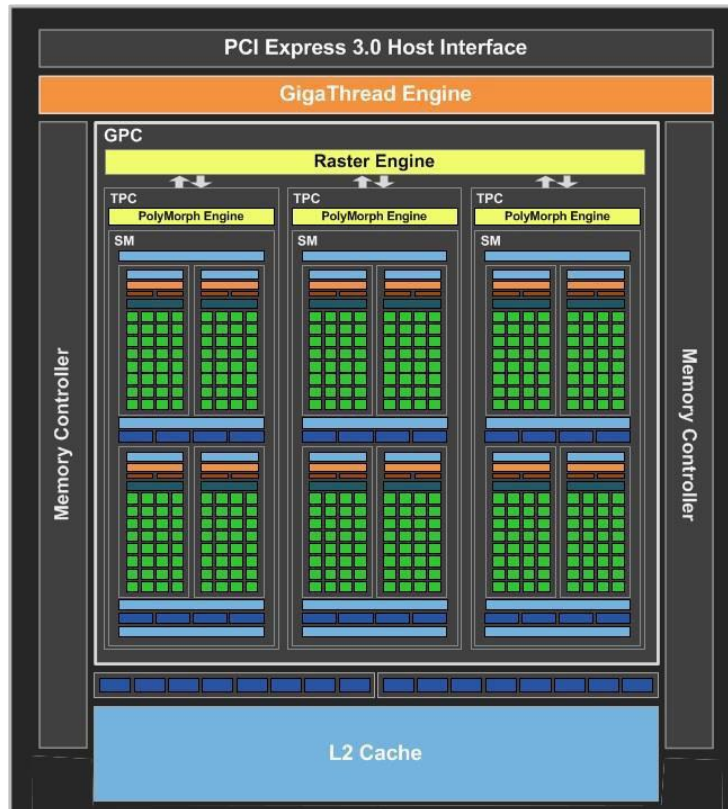 PCI Express 3.0 Host Interface
GigaThread Engine
GPC
Raster Engine
TPC
TPC
TPC
PolyMorph Engine
PolyMorph Engine
PolyMorph Engine
SM
SM
SM
Memory Controller
Memory Controller
L2 Cache